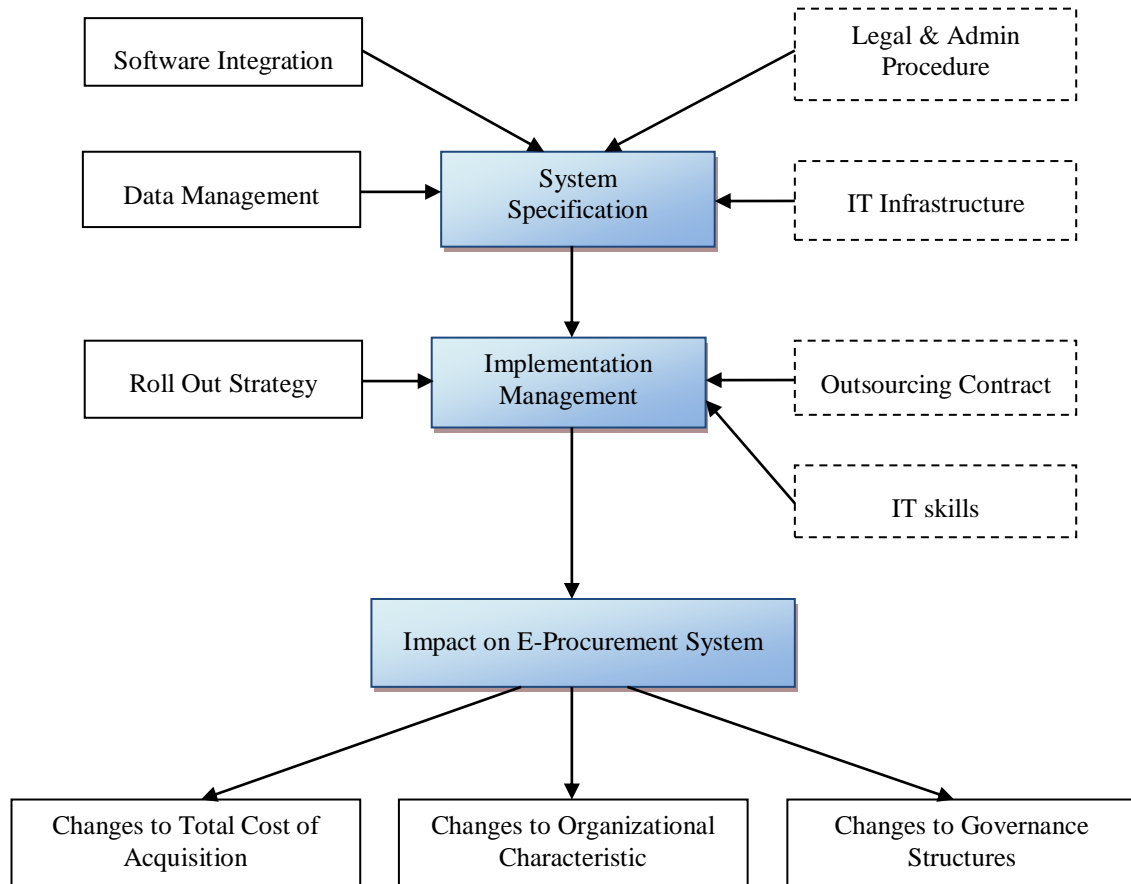 Software Integration
Legal & Admin
Procedure
Data Management
System
Specification
IT Infrastructure
Roll Out Strategy
Implementation
Management
Outsourcing Contract
IT skills
Impact on E-Procurement System
Changes to Total Cost of
Acquisition
Changes to Organizational
Characteristic
Changes to Governance
Structures